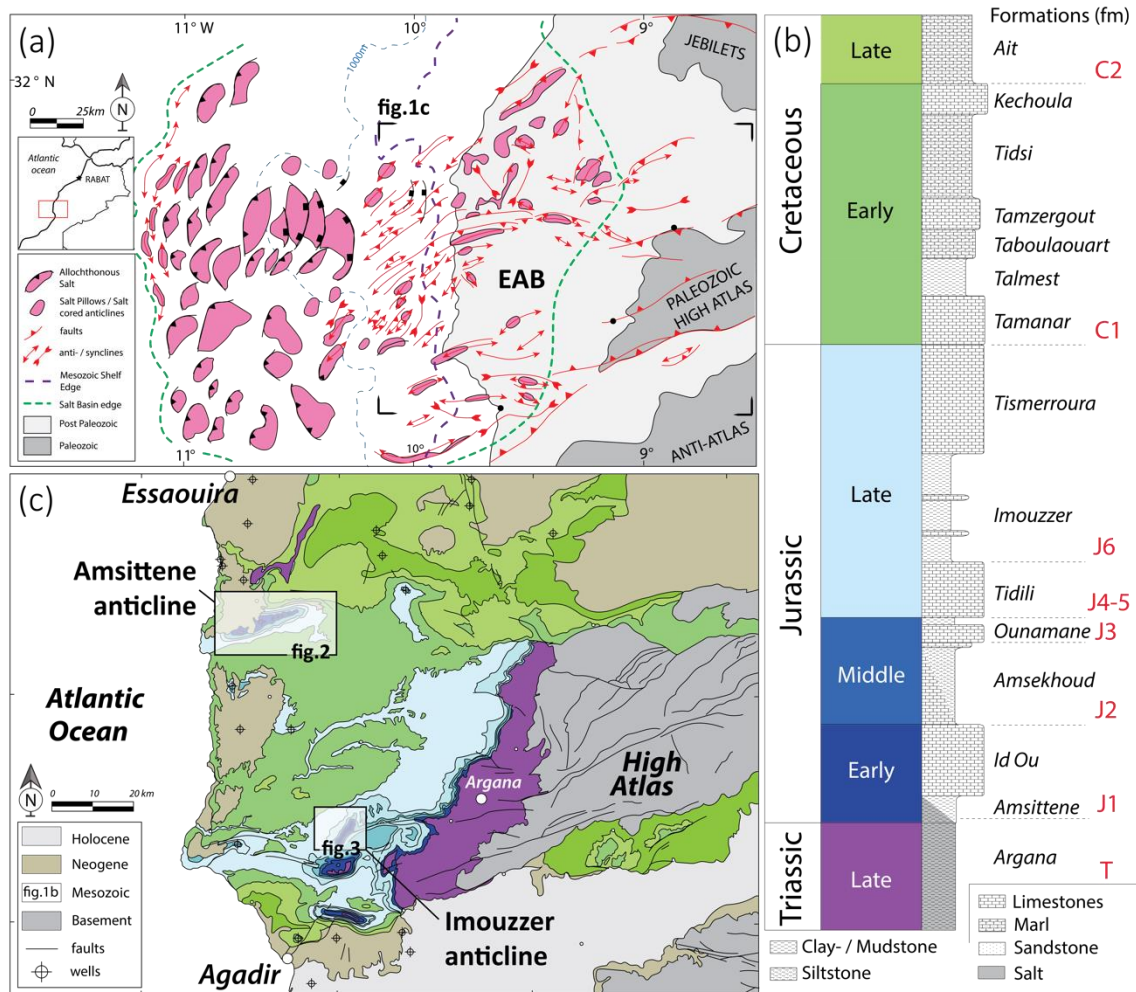 (a)
11° W
10°
9°
32° N
N
0
25km
1000m
JEBILETS
fig.1c
Atlantic
ocean
RABAT
EAB
PALEOZOIC
HIGH ATLAS
ANTI-ATLAS
Allochthonous
Salt
Salt Pillows / Salt
cored anticlines
faults
anti- / synclines
Mesozoic Shelf
Edge
Salt Basin edge
Post Paleozoic
Paleozoic
11°
10°
9°
(b)
Formations (fm)
Cretaceous
Late
Ait
C2
Early
Kechoula
Tidsi
Tamzergout
Taboulaouart
Talmest
Tamanar
C1
Jurassic
Late
Tismerroura
Imouzzer
J6
Tidili
J4-5
Middle
Ounamane
J3
Amsekhoud
J2
Early
Id Ou
Amsittene
J1
Triassic
Late
Argana
T
Limestones
Marl
Sandstone
Salt
Clay- / Mudstone
Siltstone
(c)
Essaouira
Amsittene
anticline
fig.2
Atlantic
Ocean
N
0 10 20 km
Argana
High
Atlas
fig.3
Imouzzer
anticline
Agadir
Holocene
Neogene
fig.1b Mesozoic
Basement
faults
wells